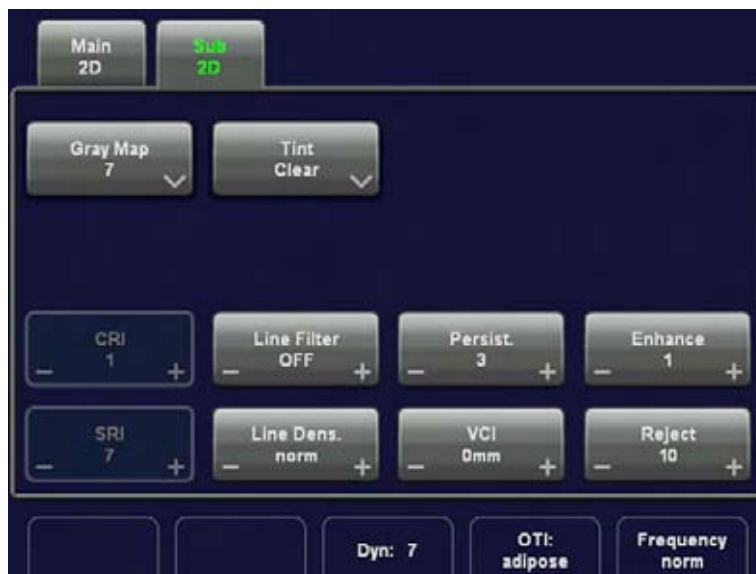 Main
2D
Sub
2D
Gray Map
7
Tint
Clear
CRI
1
- +
Line Filter
OFF
- +
Persist.
3
- +
Enhance
1
- +
SRI
7
- +
Line Dens.
norm
- +
VCI
0mm
- +
Reject
10
- +
Dyn: 7
OTI:
adipose
Frequency
norm